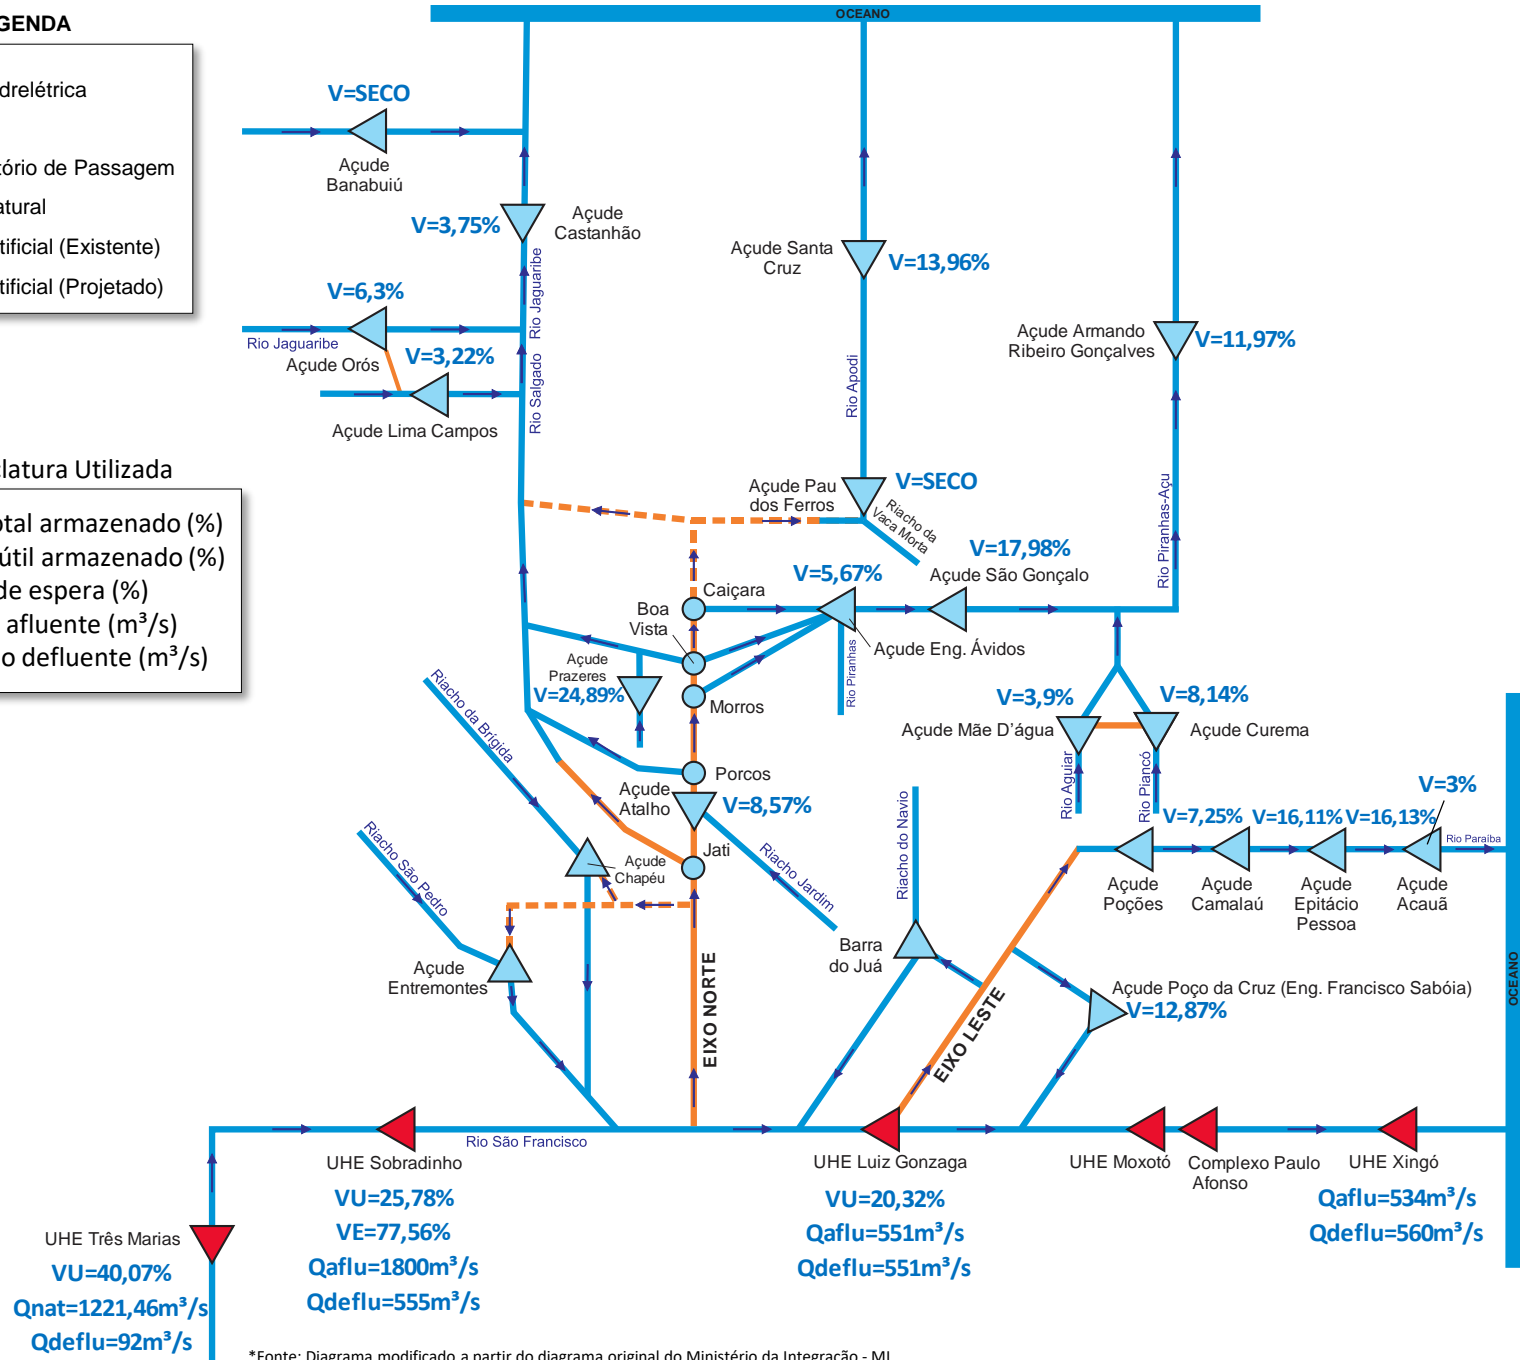 OCEANO
GENDA
drelétrica
tório de Passagem
atural
tificial (Existente)
tificial (Projetado)
V=SECO
Açude
Banabuiú
V=3,75%
Açude
Castanhão
Rio Jaguaribe
V=6,3%
Rio Jaguaribe
Açude Orós
V=3,22%
Açude Lima Campos
Rio Salgado
Açude Santa
Cruz
V=13,96%
Rio Apodi
Açude Armando
Ribeiro Gonçalves
V=11,97%
Rio Piranhas-Açu
clatura Utilizada
otal armazenado (%)
útil armazenado (%)
de espera (%)
afluente (m³/s)
o defluente (m³/s)
Açude Pau
dos Ferros
V=SECO
Riacho da
Vaca Morta
V=17,98%
Açude São Gonçalo
V=5,67%
Açude Eng. Ávidos
Rio Piranhas
Caiçara
Boa
Vista
Açude
Prazeres
V=24,89%
Morros
Porcos
Açude
Atalho
V=8,57%
Jati
Riacho Jardim
Riacho da Brígida
Açude
Chapéu
Riacho São Pedro
Açude
Entremontes
EIXO NORTE
V=3,9%
Açude Mãe D'água
Rio Aguiar
V=8,14%
Açude Curema
Rio Piancó
V=3%
V=7,25%
V=16,11%
V=16,13%
Rio Paraíba
Açude
Poções
Açude
Camalaú
Açude
Epitácio
Pessoa
Açude
Acauã
Riacho do Navio
Barra
do Juá
EIXO LESTE
Açude Poço da Cruz (Eng. Francisco Sabóia)
V=12,87%
OCEANO
Rio São Francisco
UHE Sobradinho
VU=25,78%
VE=77,56%
Qaflu=1800m³/s
Qdeflu=555m³/s
UHE Três Marias
VU=40,07%
Qnat=1221,46m³/s
Qdeflu=92m³/s
UHE Luiz Gonzaga
VU=20,32%
Qaflu=551m³/s
Qdeflu=551m³/s
UHE Moxotó
Complexo Paulo
Afonso
UHE Xingó
Qaflu=534m³/s
Qdeflu=560m³/s
*Fonte: Diagrama modificado a partir do diagrama original do Ministério da Integração - MI